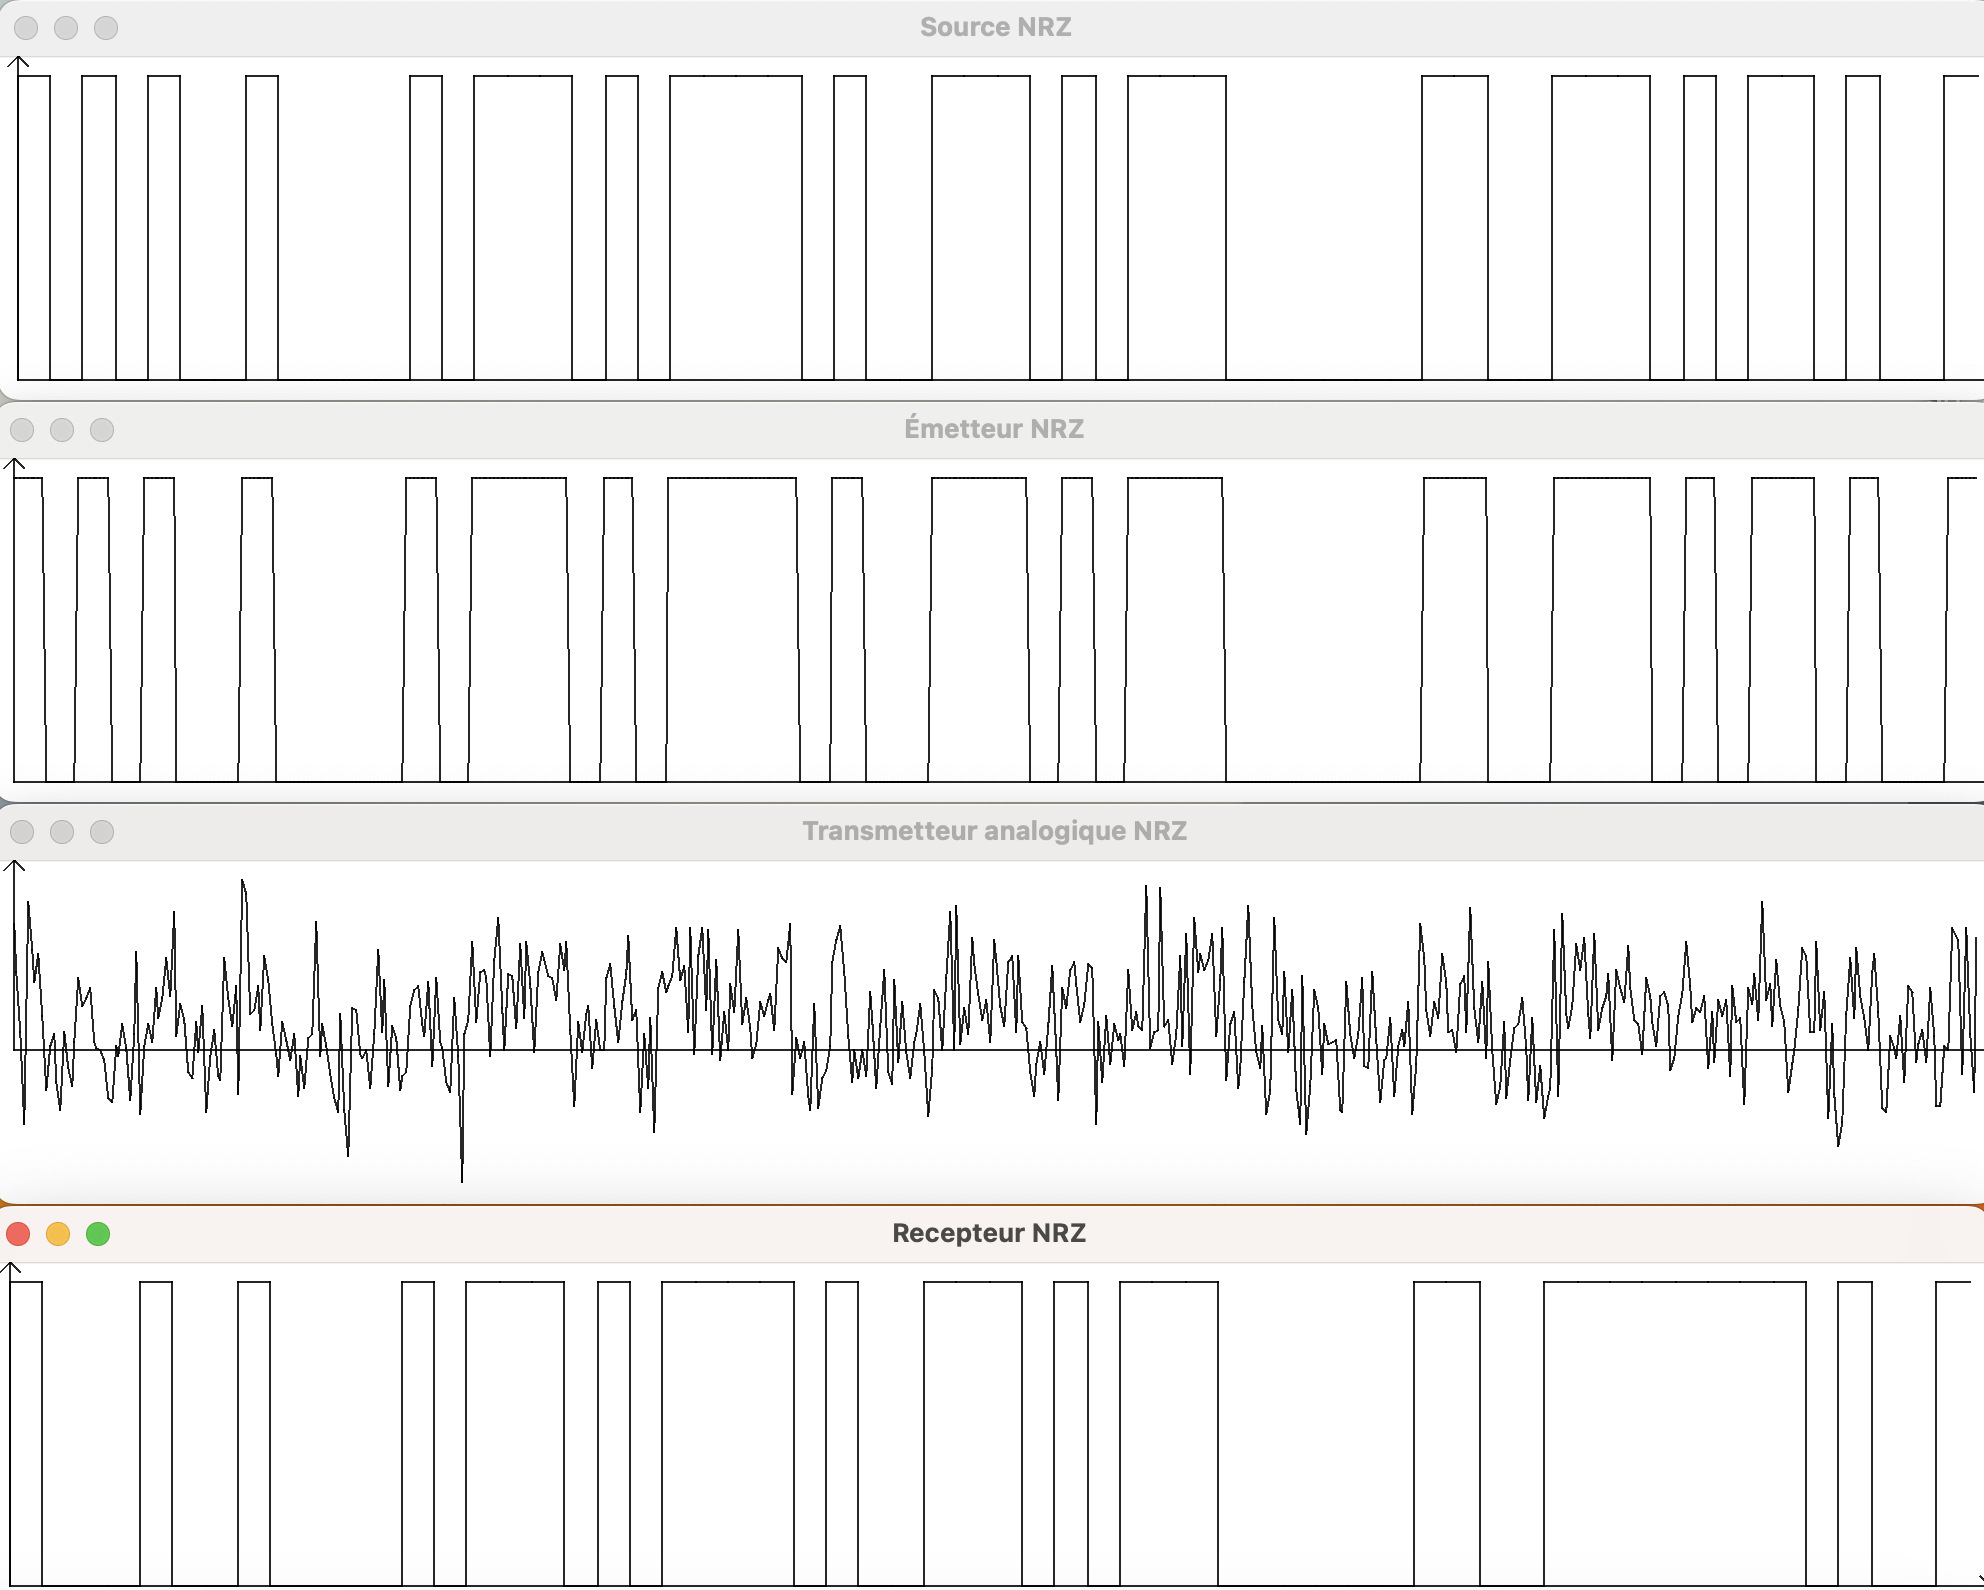 Source NRZ
Émetteur NRZ
Transmetteur analogique NRZ
Recepteur NRZ